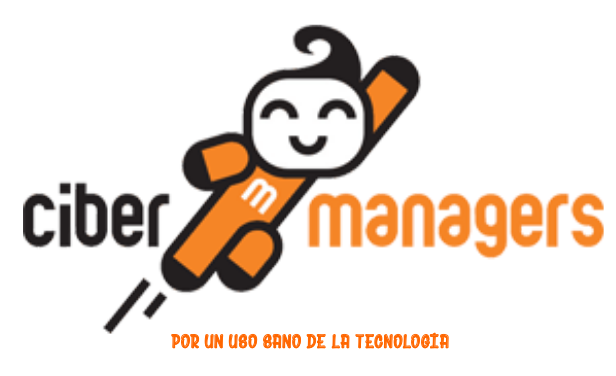 ciber managers
m
POR UN USO SANO DE LA TECNOLOGÍA